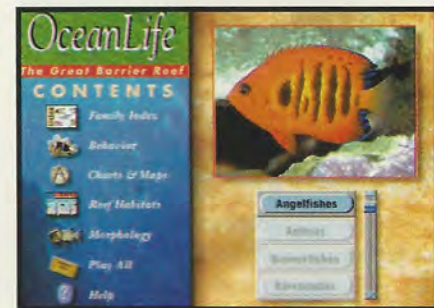 OceanLife
The Great Barrier Reef
CONTENTS
Family Index
Behavior
Charts & Maps
Reef Habitats
Morphology
Play All
Help
Angelfishes